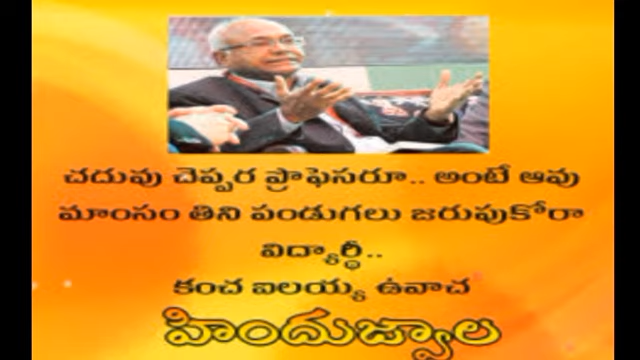 చదువు చెప్పర ప్రొఫెసరూ.. అంటే ఆవు
మాంసం తిని పండుగలు జరుపుకోరా
విద్యార్థీ..
కంచ ఐలయ్య ఉవాచ
హిందుజ్వాల